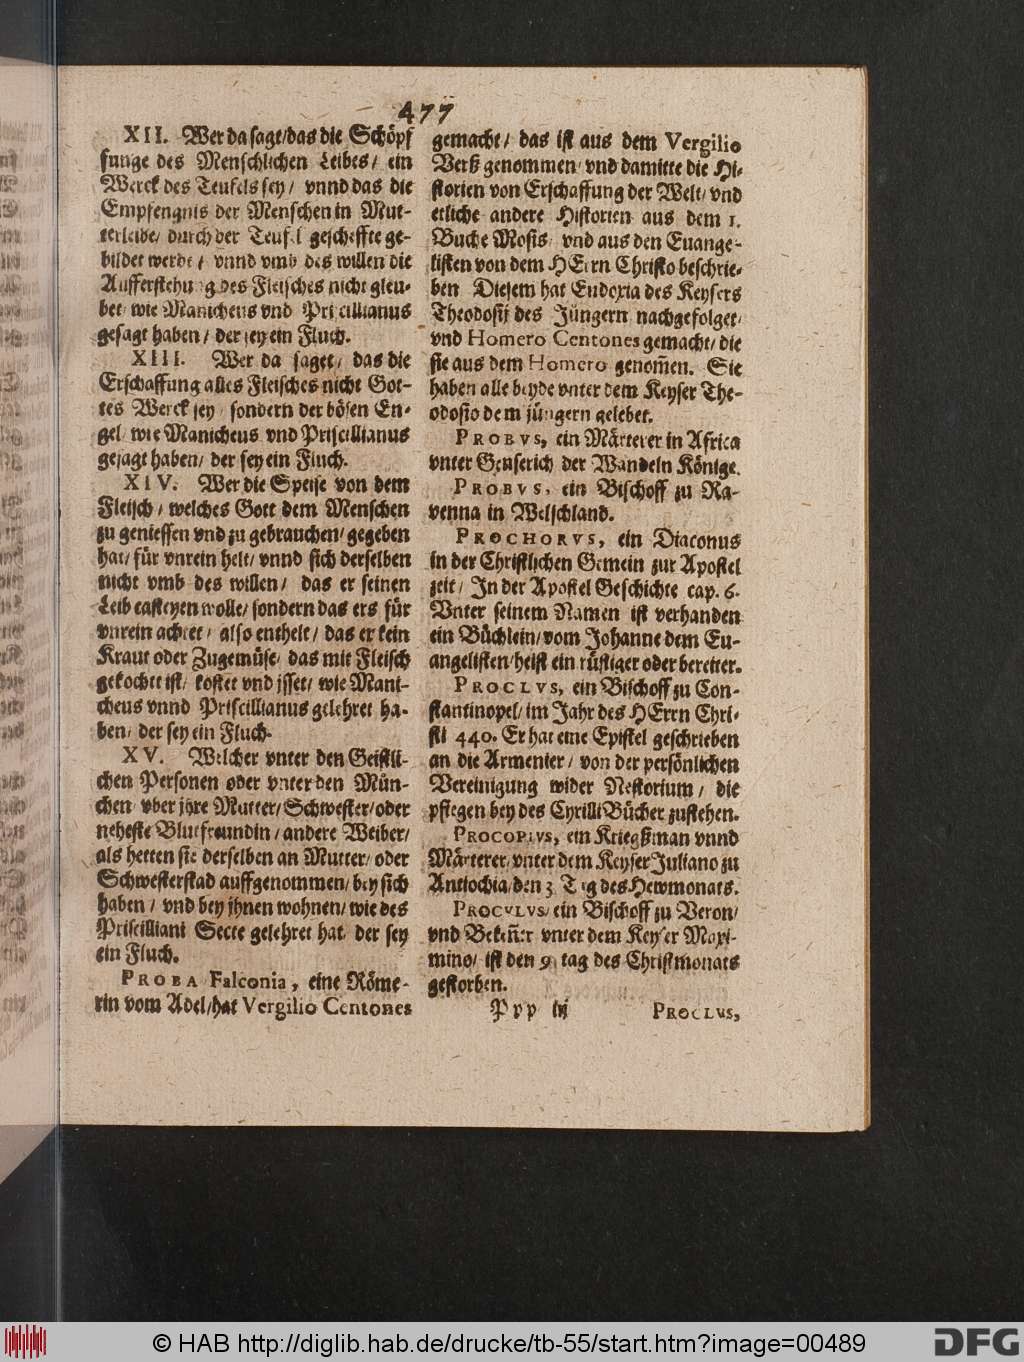 477
XII. Wer da sagt/das die Schöpf
funge des Menschlichen Leibes/ ein
Werck des Teufels sey/ vnnd das die
Empfengnis der Menschen in Mut-
terleibe/ durch der Teufel gescheffte ge-
bildet werde/ vnnd vmb des willen die
Aufferstehung des Fleisches nicht gleu-
bet/ wie Manicheus vnd Priscillianus
gesagt haben/ der sey ein Fluch.
XIII. Wer da saget/ das die
Erschaffung alles Fleisches nicht Got-
tes Werck sey/ sondern der bösen En-
gel/ wie Manicheus vnd Priscillianus
gesagt haben/ der sey ein Fluch.
XIV. Wer die Speise von dem
Fleisch/ welches Gott dem Menschen
zu geniessen vnd zu gebrauchen/gegeben
hat/ für vnrein helt/ vnnd sich derselben
nicht vmb des willen/ das er seinen
Leib casteyen wolle/ sondern das ers für
vnrein achtet/ also enthelt/ das er kein
Kraut oder Zugemüse/ das mit Fleisch
gekochtt ist/ kostet vnd isset/ wie Mani-
cheus vnnd Priscillianus gelehret ha-
ben/ der sey ein Fluch.
XV. Welcher vnter den Geistli-
chen Personen oder vnter den Mün-
chen vber jhre Mutter/Schwester/oder
neheste Blutfreundin/andere Weiber/
als hetten sie derselben an Mutter/ oder
Schwesterstad auffgenommen/bey sich
haben/ vnd bey jhnen wohnen/ wie des
Priscilliani Secte gelehret hat/ der sey
ein Fluch.
PROBA Falconia, eine Röme-
rin vom Adel/hat Vergilio Centones
gemacht/ das ist aus dem Vergilio
Verß genommen/ vnd damitte die Hi-
storien von Erschaffung der Welt/ vnd
etliche andere Historien aus dem 1.
Buche Mosis/ vnd aus den Euange-
listen von dem HErrn Christo beschrie-
ben Diesem hat Eudoxia des Keysers
Theodosij des Jüngern nachgefolget/
vnd Homero Centones gemacht/ die
sie aus dem Homero genom̃en. Sie
haben alle beyde vnter dem Keyser The-
odosio dem jüngern gelebet.
PROBVS, ein Märterer in Africa
vnter Genserich der Wandeln Könige.
PROBVS, ein Bischoff zu Ra-
venna in Welschland.
PROCHORVS, ein Diaconus
in der Christlichen Gemein zur Apostel
zeit/ In der Apostel Geschichte cap. 6.
Vnter seinem Namen ist verhanden
ein Büchlein/vom Johanne dem Eu-
angelisten/heist ein rüstiger oder bereiter.
PROCLVS, ein Bischoff zu Con-
stantinopel/ im Jahr des HErrn Chri-
sti 440. Er hat eine Epistel geschrieben
an die Armenier/ von der persönlichen
Vereinigung wider Nestorium/ die
pflegen bey des Cyrilli Bücher zustehen.
PROCOPIVS, ein Kriegßman vnnd
Märterer/vnter dem Keyser Juliano zu
Antiochia/den 3. Tag des Hewmonats.
PROCVLVS/ein Bischoff zu Veron/
vnd Beken̄er vnter dem Keyser Maxi-
mino/ ist den 9. tag des Christmonats
gestorben.
Ppp iij PROCLVS,
© HAB http://diglib.hab.de/drucke/tb-55/start.htm?image=00489
DFG